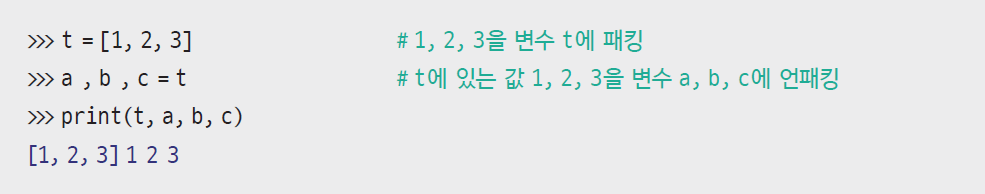 >>> t = [1, 2, 3] # 1, 2, 3을 변수 t에 패킹
>>> a , b , c = t # t에 있는 값 1, 2, 3을 변수 a, b, c에 언패킹
>>> print(t, a, b, c)
[1, 2, 3] 1 2 3